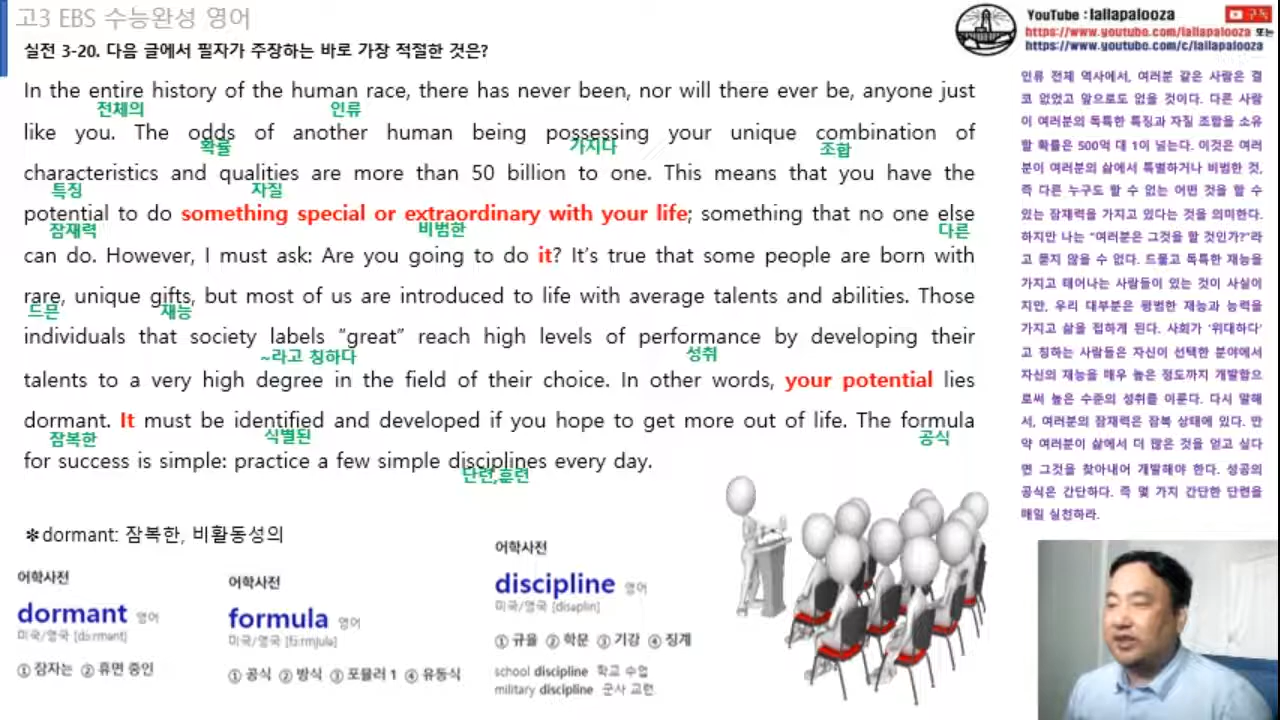 고3 EBS 수능완성 영어
YouTube : lallapalooza 구독
https://www.youtube.com/lallapalooza 또는
https://www.youtube.com/c/lallapalooza
실전 3-20. 다음 글에서 필자가 주장하는 바로 가장 적절한 것은?
In the entire history of the human race, there has never been, nor will there ever be, anyone just
전체의 인류
like you. The odds of another human being possessing your unique combination of
확률 가지다 조합
characteristics and qualities are more than 50 billion to one. This means that you have the
특징 자질
potential to do something special or extraordinary with your life; something that no one else
잠재력 비범한 다른
can do. However, I must ask: Are you going to do it? It's true that some people are born with
rare, unique gifts, but most of us are introduced to life with average talents and abilities. Those
드믄 재능
individuals that society labels “great” reach high levels of performance by developing their
~라고 칭하다 성취
talents to a very high degree in the field of their choice. In other words, your potential lies
dormant. It must be identified and developed if you hope to get more out of life. The formula
잠복한 식별된 공식
for success is simple: practice a few simple disciplines every day.
단련,훈련
✻dormant: 잠복한, 비활동성의
인류 전체 역사에서, 여러분 같은 사람은 결
코 없었고 앞으로도 없을 것이다. 다른 사람
이 여러분의 독특한 특징과 자질 조합을 소유
할 확률은 500억 대 1이 넘는다. 이것은 여러
분이 여러분의 삶에서 특별하거나 비범한 것,
즉 다른 누구도 할 수 없는 어떤 것을 할 수
있는 잠재력을 가지고 있다는 것을 의미한다.
하지만 나는 “여러분은 그것을 할 것인가?”라
고 묻지 않을 수 없다. 드물고 독특한 재능을
가지고 태어나는 사람들이 있는 것이 사실이
지만, 우리 대부분은 평범한 재능과 능력을
가지고 삶을 접하게 된다. 사회가 ‘위대하다’
고 칭하는 사람들은 자신이 선택한 분야에서
자신의 재능을 매우 높은 정도까지 개발함으
로써 높은 수준의 성취를 이룬다. 다시 말해
서, 여러분의 잠재력은 잠복 상태에 있다. 만
약 여러분이 삶에서 더 많은 것을 얻고 싶다
면 그것을 찾아내어 개발해야 한다. 성공의
공식은 간단하다. 즉 몇 가지 간단한 단련을
매일 실천하라.
어학사전
dormant 영어
미국/영국 [dɔːrmənt]
① 잠자는 ② 휴면 중인
어학사전
formula 영어
미국/영국 [fɔːrmjulə]
① 공식 ② 방식 ③ 포뮬러 1 ④ 유동식
어학사전
discipline 영어
미국/영국 [disəplin]
① 규율 ② 학문 ③ 기강 ④ 징계
school discipline 학교 수업
military discipline 군사 교련.